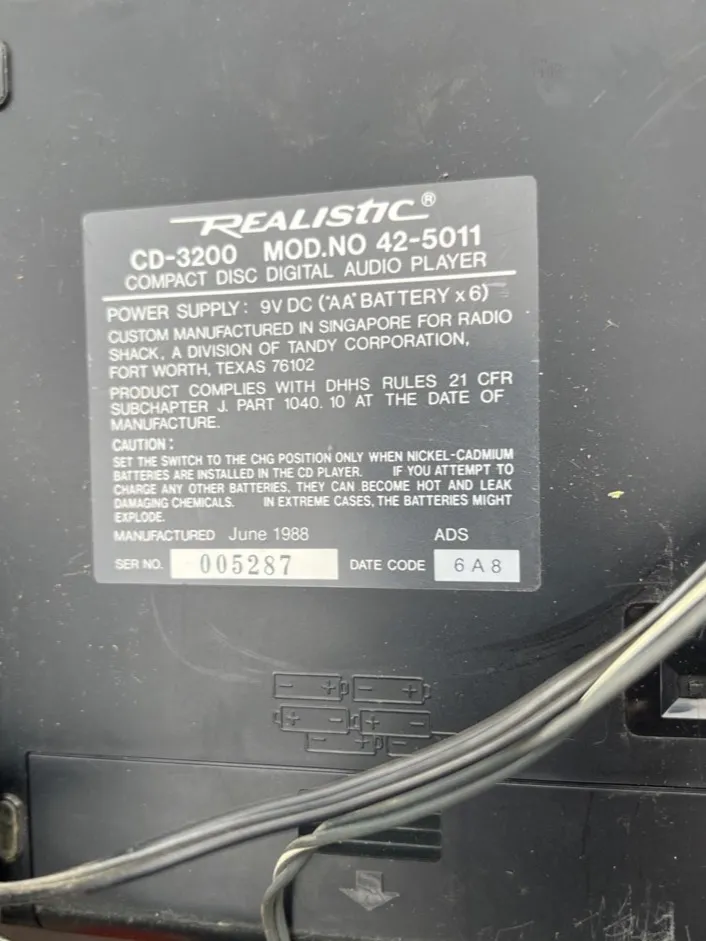 REALISTIC®
CD-3200 MOD.NO 42-5011
COMPACT DISC DIGITAL AUDIO PLAYER
POWER SUPPLY: 9V DC ("AA" BATTERY x 6)
CUSTOM MANUFACTURED IN SINGAPORE FOR RADIO
SHACK, A DIVISION OF TANDY CORPORATION,
FORT WORTH, TEXAS 76102
PRODUCT COMPLIES WITH DHHS RULES 21 CFR
SUBCHAPTER J. PART 1040.10 AT THE DATE OF
MANUFACTURE.
CAUTION:
SET THE SWITCH TO THE CHG POSITION ONLY WHEN NICKEL-CADMIUM
BATTERIES ARE INSTALLED IN THE CD PLAYER. IF YOU ATTEMPT TO
CHARGE ANY OTHER BATTERIES, THEY CAN BECOME HOT AND LEAK
DAMAGING CHEMICALS. IN EXTREME CASES, THE BATTERIES MIGHT
EXPLODE.
MANUFACTURED June 1988 ADS
SER NO. 005287 DATE CODE 6A8
− + − +
+ − − +
− + −